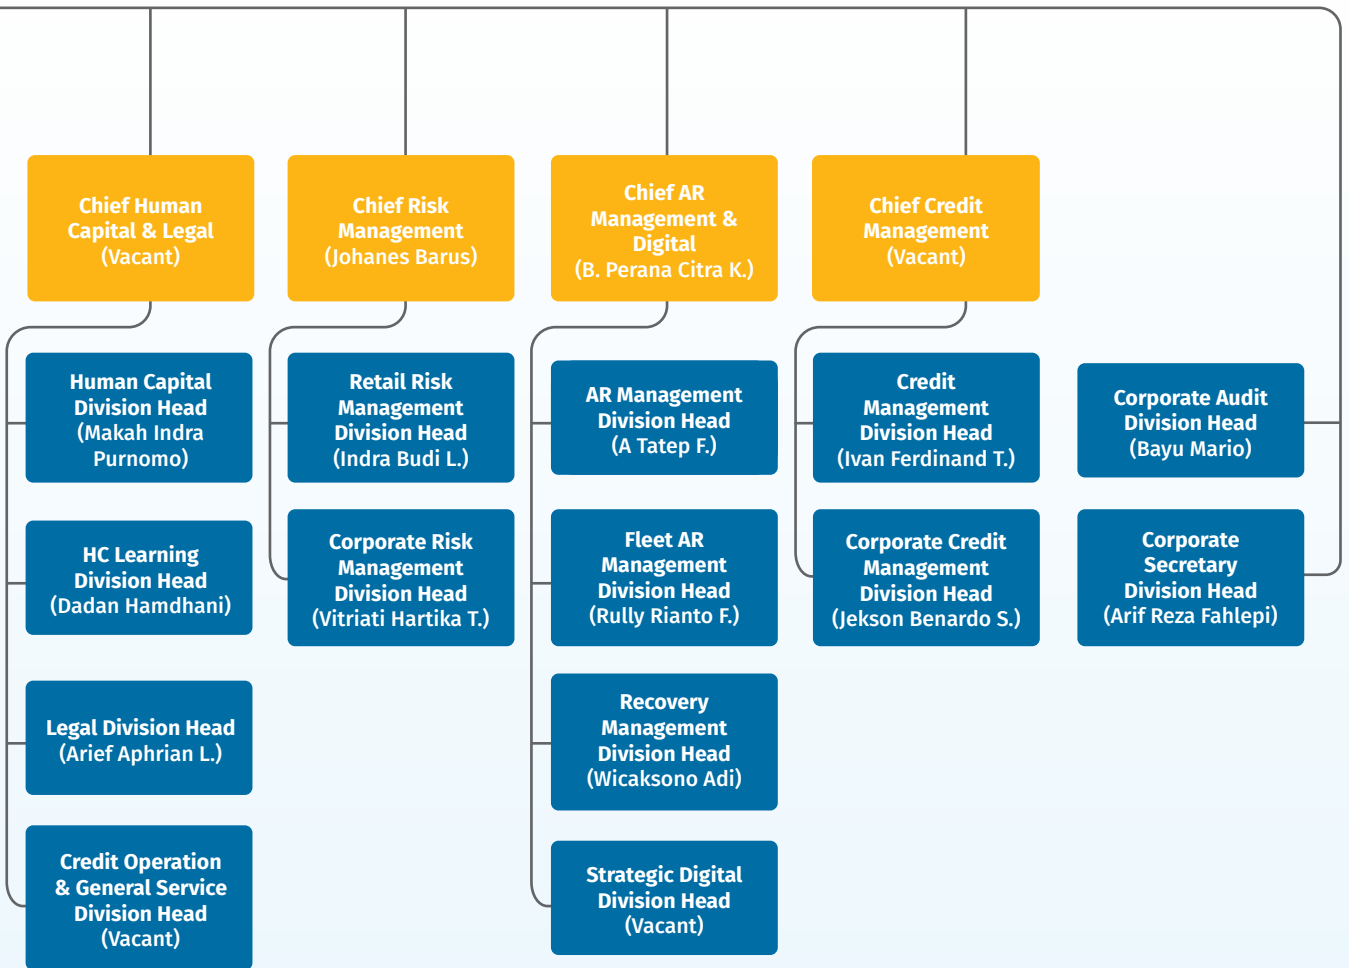 Chief Human
Capital & Legal
(Vacant)
Chief Risk
Management
(Johanes Barus)
Chief AR
Management &
Digital
(B. Perana Citra K.)
Chief Credit
Management
(Vacant)
Human Capital
Division Head
(Makah Indra
Purnomo)
HC Learning
Division Head
(Dadan Hamdhani)
Legal Division Head
(Arief Aphrian L.)
Credit Operation
& General Service
Division Head
(Vacant)
Retail Risk
Management
Division Head
(Indra Budi L.)
Corporate Risk
Management
Division Head
(Vitriati Hartika T.)
AR Management
Division Head
(A Tatep F.)
Fleet AR
Management
Division Head
(Rully Rianto F.)
Recovery
Management
Division Head
(Wicaksono Adi)
Strategic Digital
Division Head
(Vacant)
Credit
Management
Division Head
(Ivan Ferdinand T.)
Corporate Credit
Management
Division Head
(Jekson Benardo S.)
Corporate Audit
Division Head
(Bayu Mario)
Corporate
Secretary
Division Head
(Arif Reza Fahlepi)